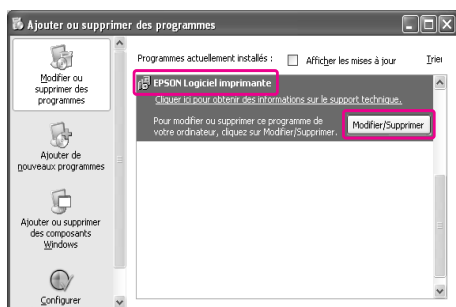 Ajouter ou supprimer des programmes
Modifier ou
supprimer des
programmes
Ajouter de
nouveaux programmes
Ajouter ou supprimer
des composants
Windows
Configurer
Programmes actuellement installés :
Afficher les mises à jour
Trier
EPSON Logiciel imprimante
Cliquer ici pour obtenir des informations sur le support technique.
Pour modifier ou supprimer ce programme de
votre ordinateur, cliquez sur Modifier/Supprimer.
Modifier/Supprimer